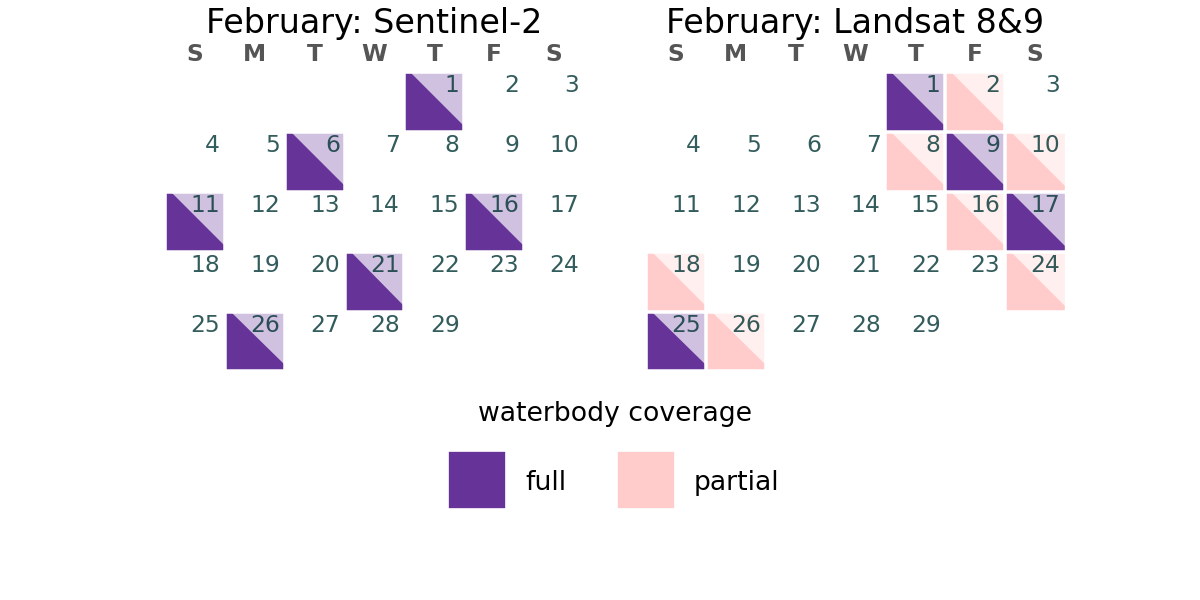 February: Sentinel-2
S M T W T F S
1 2 3
4 5 6 7 8 9 10
11 12 13 14 15 16 17
18 19 20 21 22 23 24
25 26 27 28 29
February: Landsat 8&9
S M T W T F S
1 2 3
4 5 6 7 8 9 10
11 12 13 14 15 16 17
18 19 20 21 22 23 24
25 26 27 28 29
waterbody coverage
full partial